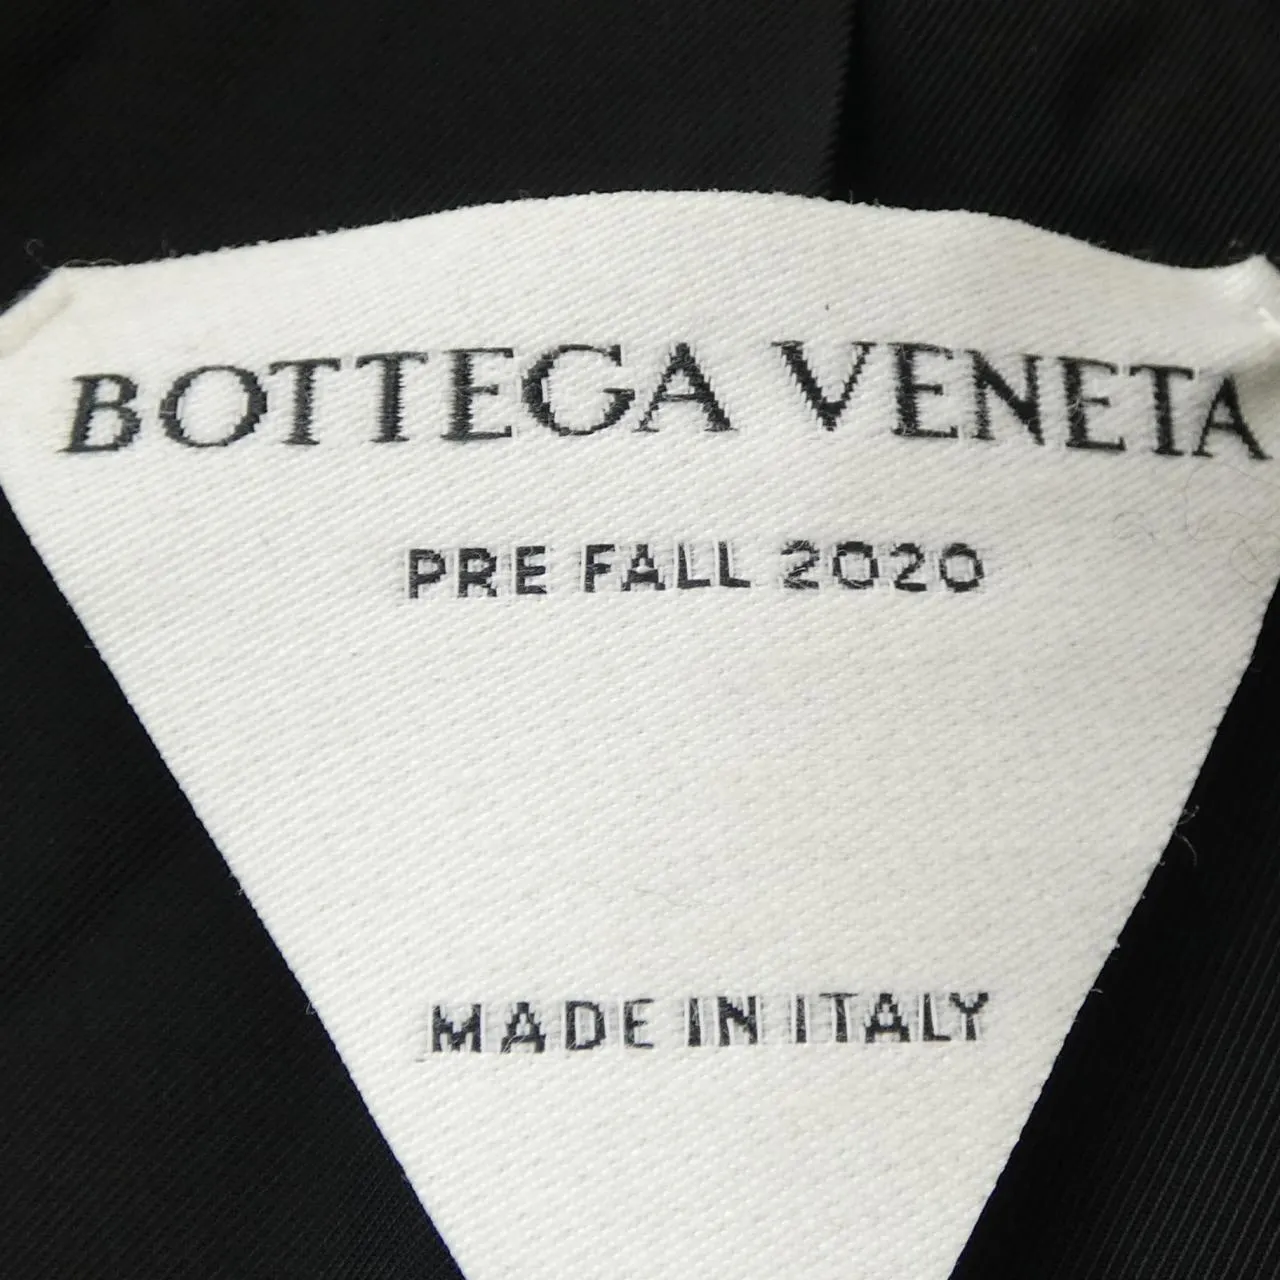 BOTTEGA VENETA
PRE FALL 2020
MADE IN ITALY